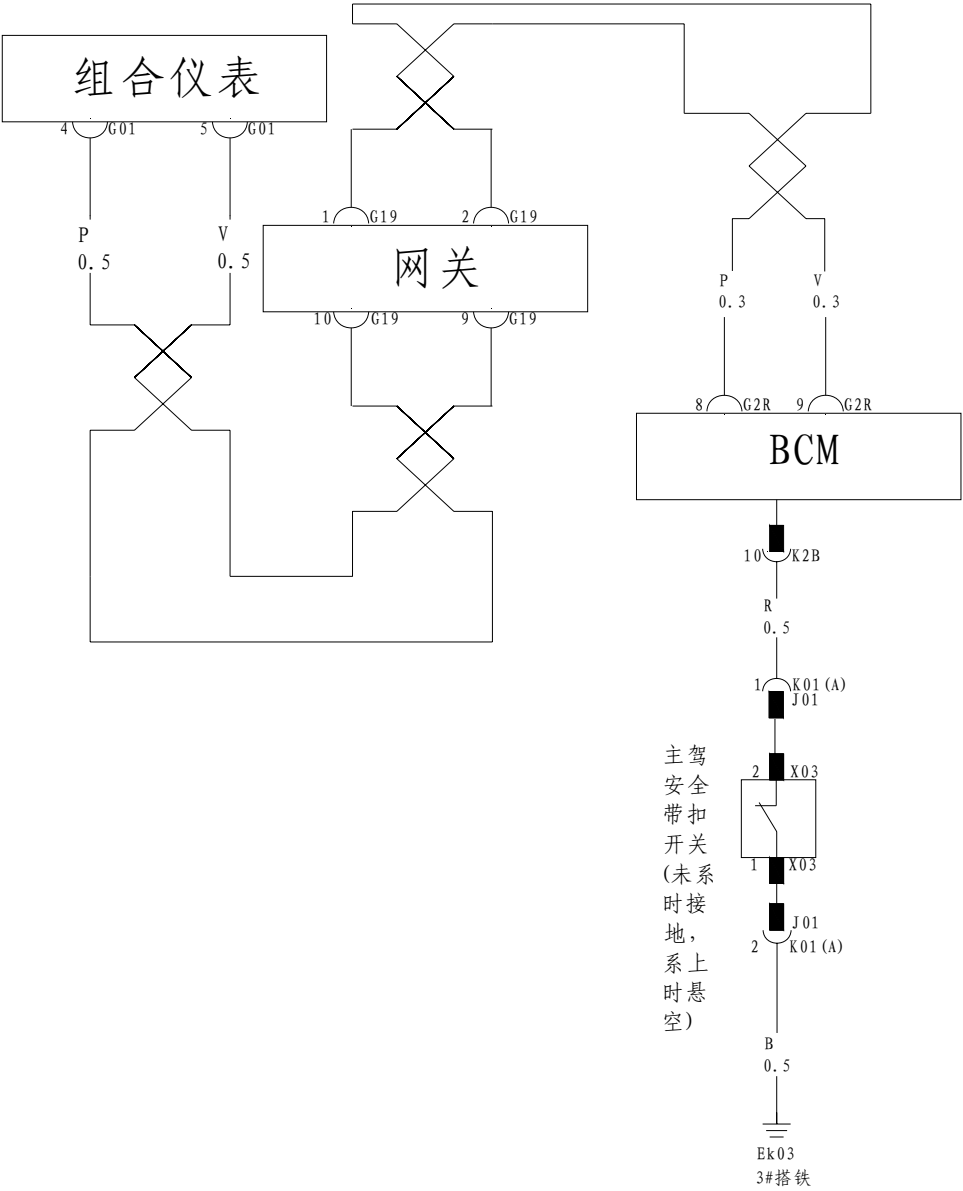 组合仪表
4 G01
5 G01
P
0.5
V
0.5
1 G19
2 G19
网关
10 G19
9 G19
P
0.3
V
0.3
8 G2R
9 G2R
BCM
10 K2B
R
0.5
1 K01(A)
J01
主驾
安全
带扣
开关
(未系
时接
地,
系上
时悬
空)
2 X03
1 X03
J01
2 K01(A)
B
0.5
Ek03
3#搭铁